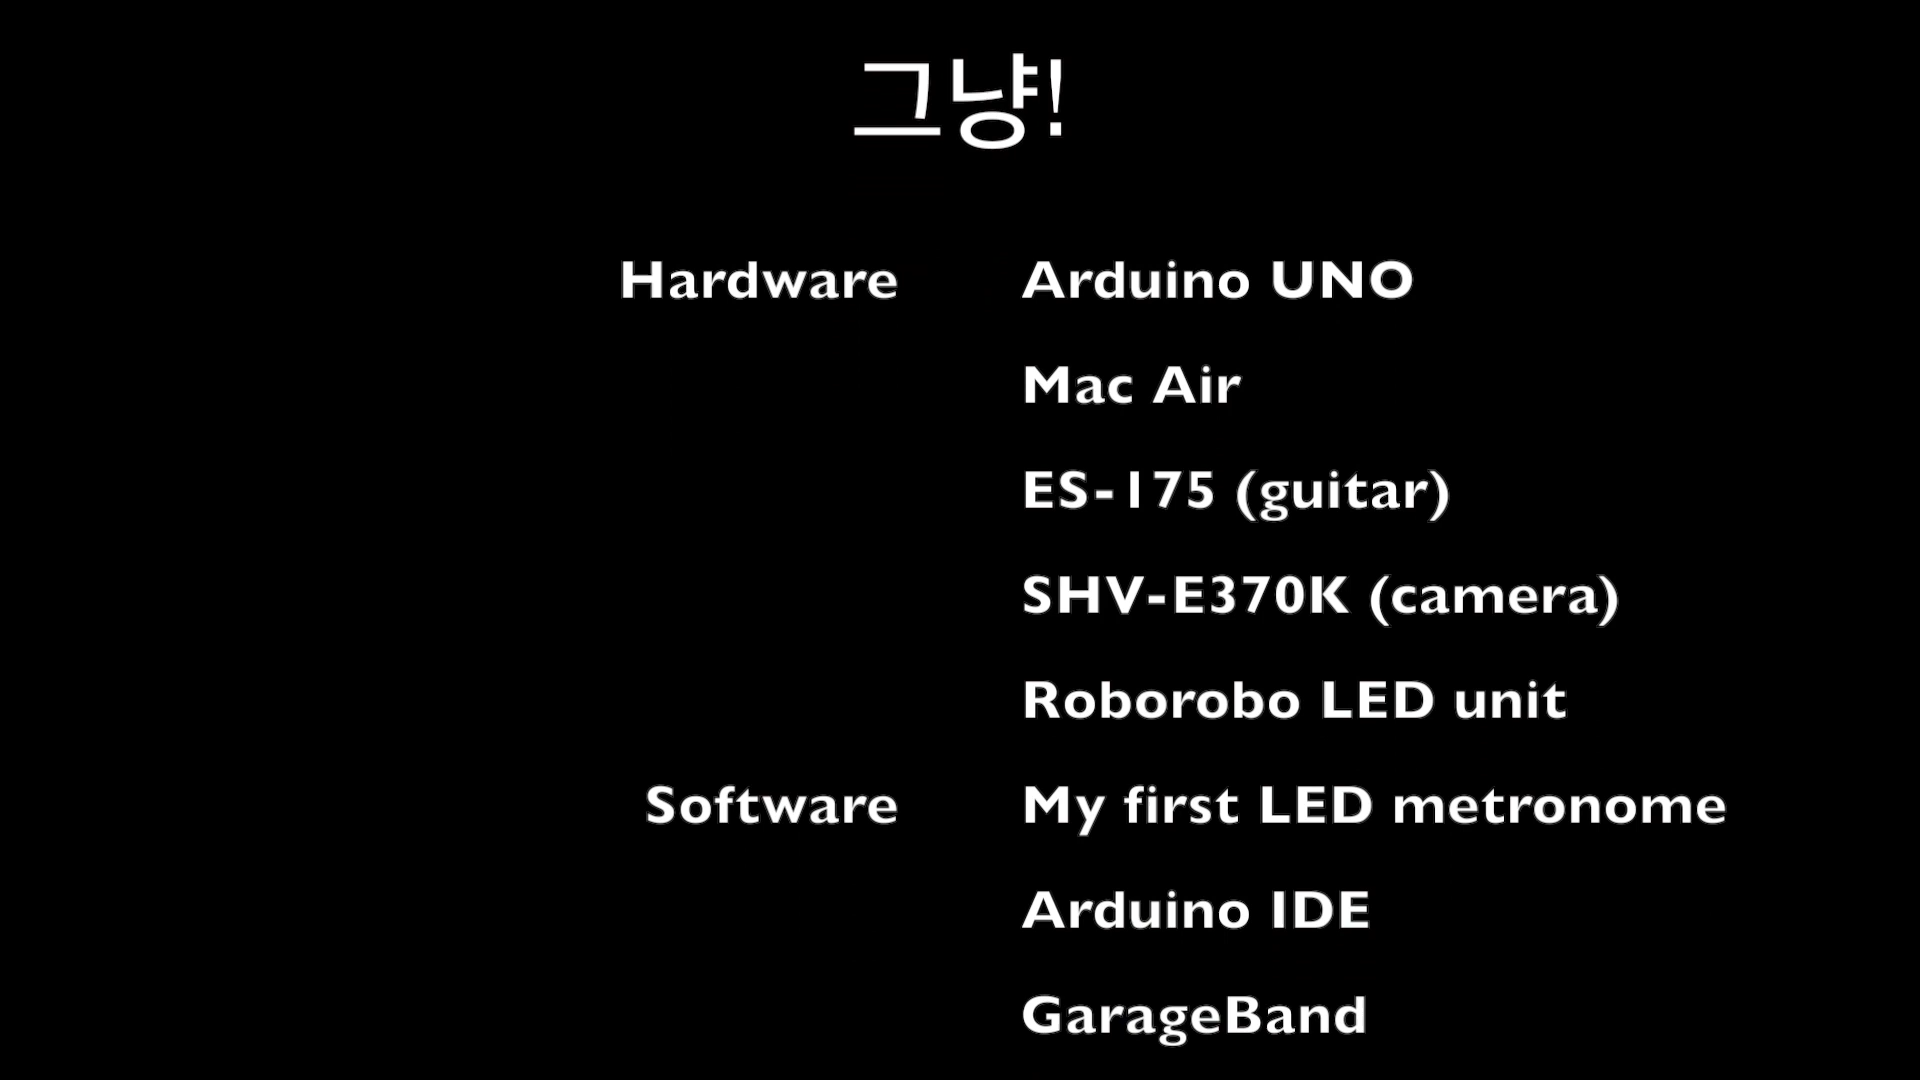 그냥!
Hardware Arduino UNO
Mac Air
ES-175 (guitar)
SHV-E370K (camera)
Roborobo LED unit
Software My first LED metronome
Arduino IDE
GarageBand